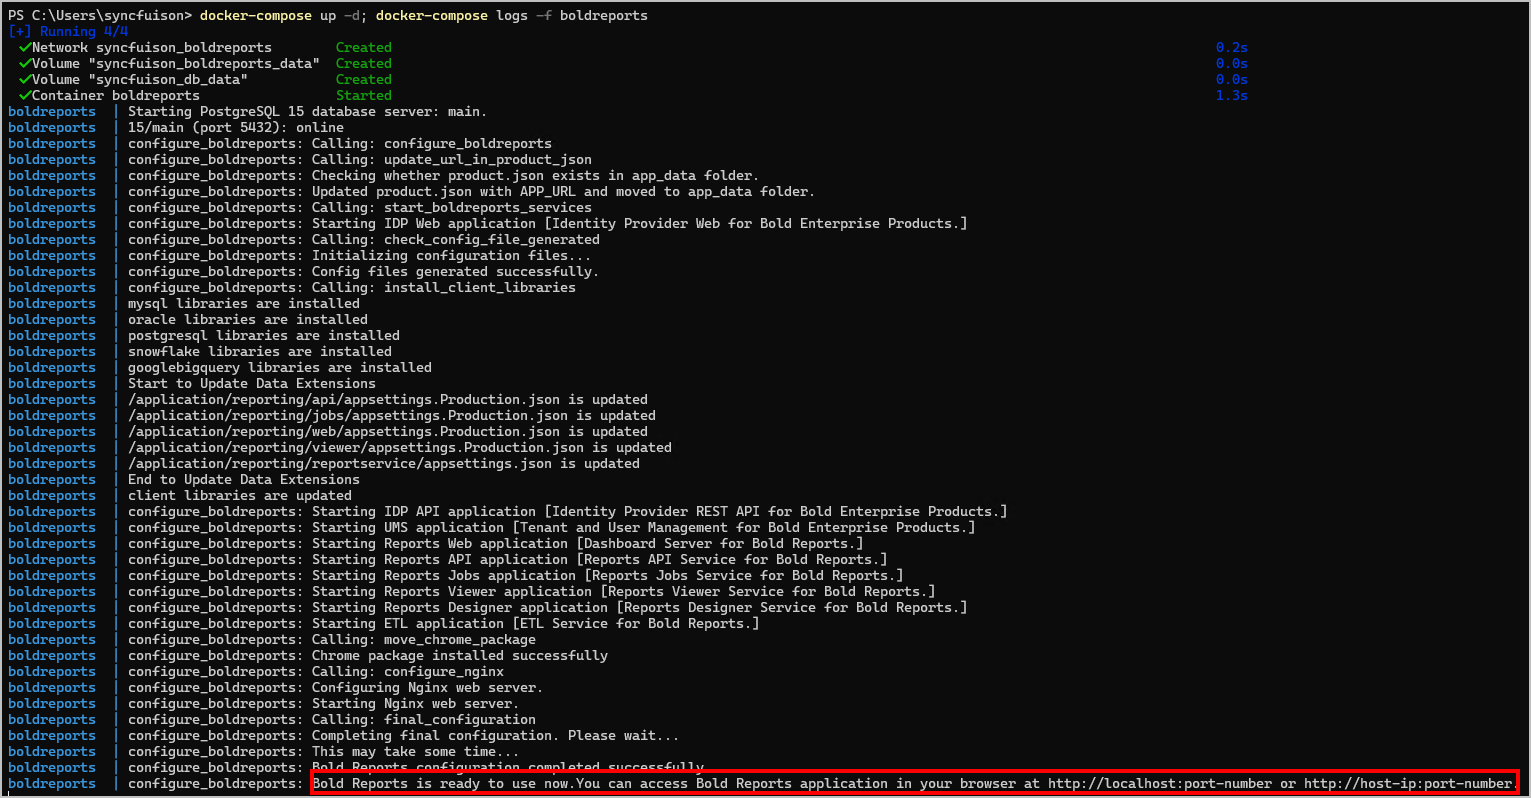 PS C:\Users\syncfuison> docker-compose up -d; docker-compose logs -f boldreports
[+] Running 4/4
✔Network syncfuison_boldreports Created 0.2s
✔Volume "syncfuison_boldreports_data" Created 0.0s
✔Volume "syncfuison_db_data" Created 0.0s
✔Container boldreports Started 1.3s
boldreports | Starting PostgreSQL 15 database server: main.
boldreports | 15/main (port 5432): online
boldreports | configure_boldreports: Calling: configure_boldreports
boldreports | configure_boldreports: Calling: update_url_in_product_json
boldreports | configure_boldreports: Checking whether product.json exists in app_data folder.
boldreports | configure_boldreports: Updated product.json with APP_URL and moved to app_data folder.
boldreports | configure_boldreports: Calling: start_boldreports_services
boldreports | configure_boldreports: Starting IDP Web application [Identity Provider Web for Bold Enterprise Products.]
boldreports | configure_boldreports: Calling: check_config_file_generated
boldreports | configure_boldreports: Initializing configuration files...
boldreports | configure_boldreports: Config files generated successfully.
boldreports | configure_boldreports: Calling: install_client_libraries
boldreports | mysql libraries are installed
boldreports | oracle libraries are installed
boldreports | postgresql libraries are installed
boldreports | snowflake libraries are installed
boldreports | googlebigquery libraries are installed
boldreports | Start to Update Data Extensions
boldreports | /application/reporting/api/appsettings.Production.json is updated
boldreports | /application/reporting/jobs/appsettings.Production.json is updated
boldreports | /application/reporting/web/appsettings.Production.json is updated
boldreports | /application/reporting/viewer/appsettings.Production.json is updated
boldreports | /application/reporting/reportservice/appsettings.json is updated
boldreports | End to Update Data Extensions
boldreports | client libraries are updated
boldreports | configure_boldreports: Starting IDP API application [Identity Provider REST API for Bold Enterprise Products.]
boldreports | configure_boldreports: Starting UMS application [Tenant and User Management for Bold Enterprise Products.]
boldreports | configure_boldreports: Starting Reports Web application [Dashboard Server for Bold Reports.]
boldreports | configure_boldreports: Starting Reports API application [Reports API Service for Bold Reports.]
boldreports | configure_boldreports: Starting Reports Jobs application [Reports Jobs Service for Bold Reports.]
boldreports | configure_boldreports: Starting Reports Viewer application [Reports Viewer Service for Bold Reports.]
boldreports | configure_boldreports: Starting Reports Designer application [Reports Designer Service for Bold Reports.]
boldreports | configure_boldreports: Starting ETL application [ETL Service for Bold Reports.]
boldreports | configure_boldreports: Calling: move_chrome_package
boldreports | configure_boldreports: Chrome package installed successfully
boldreports | configure_boldreports: Calling: configure_nginx
boldreports | configure_boldreports: Configuring Nginx web server.
boldreports | configure_boldreports: Starting Nginx web server.
boldreports | configure_boldreports: Calling: final_configuration
boldreports | configure_boldreports: Completing final configuration. Please wait...
boldreports | configure_boldreports: This may take some time...
boldreports | configure_boldreports: Bold Reports configuration completed successfully
boldreports | configure_boldreports: Bold Reports is ready to use now.You can access Bold Reports application in your browser at http://localhost:port-number or http://host-ip:port-number.